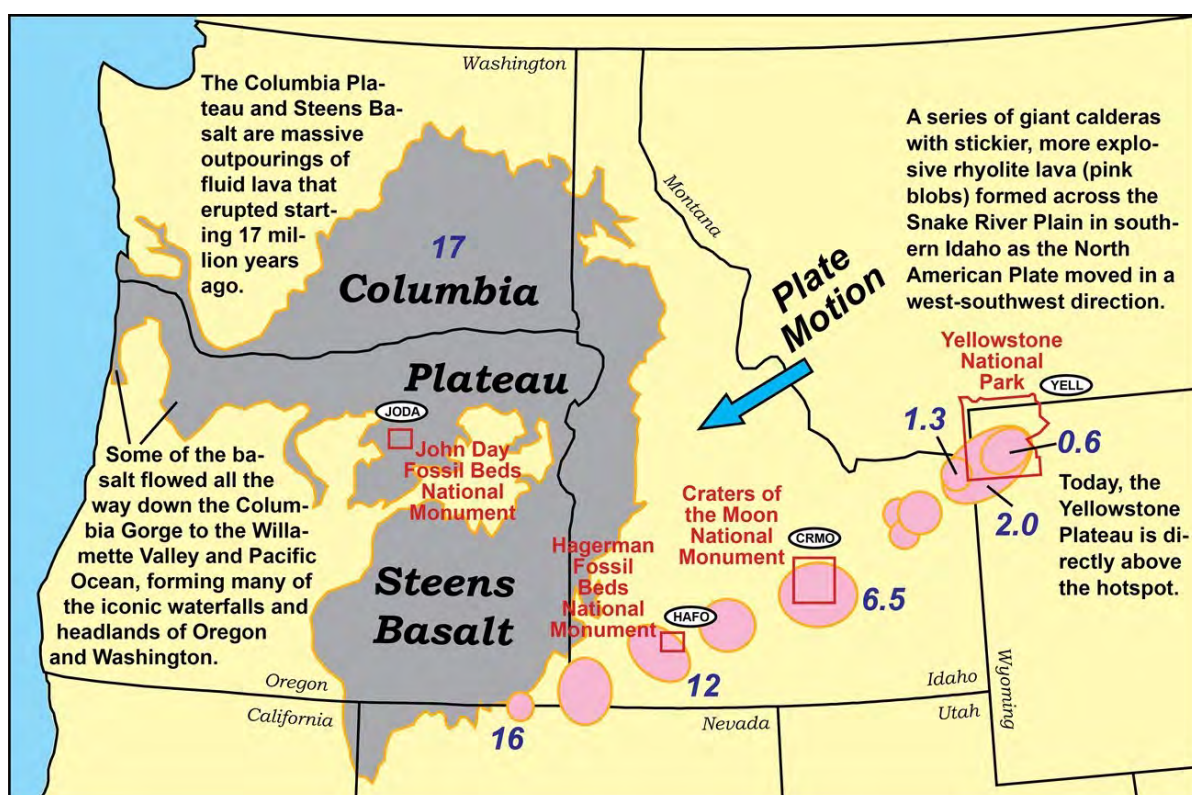 Washington
The Columbia Pla-
teau and Steens Ba-
salt are massive
outpourings of
fluid lava that
erupted start-
ing 17 mil-
lion years
ago.
A series of giant calderas
with stickier, more explo-
sive rhyolite lava (pink
blobs) formed across the
Snake River Plain in south-
ern Idaho as the North
American Plate moved in a
west-southwest direction.
Montana
17
Columbia
Plateau
Plate
Motion
Yellowstone
National
Park
YELL
1.3
0.6
2.0
Today, the
Yellowstone
Plateau is di-
rectly above
the hotspot.
JODA
John Day
Fossil Beds
National
Monument
Some of the ba-
salt flowed all the
way down the Colum-
bia Gorge to the Willa-
mette Valley and Pacific
Ocean, forming many of
the iconic waterfalls and
headlands of Oregon
and Washington.
Craters of
the Moon
National
Monument
CRMO
6.5
Hagerman
Fossil
Beds
National
Monument
HAFO
12
Steens
Basalt
16
Oregon
California
Nevada
Idaho
Utah
Wyoming